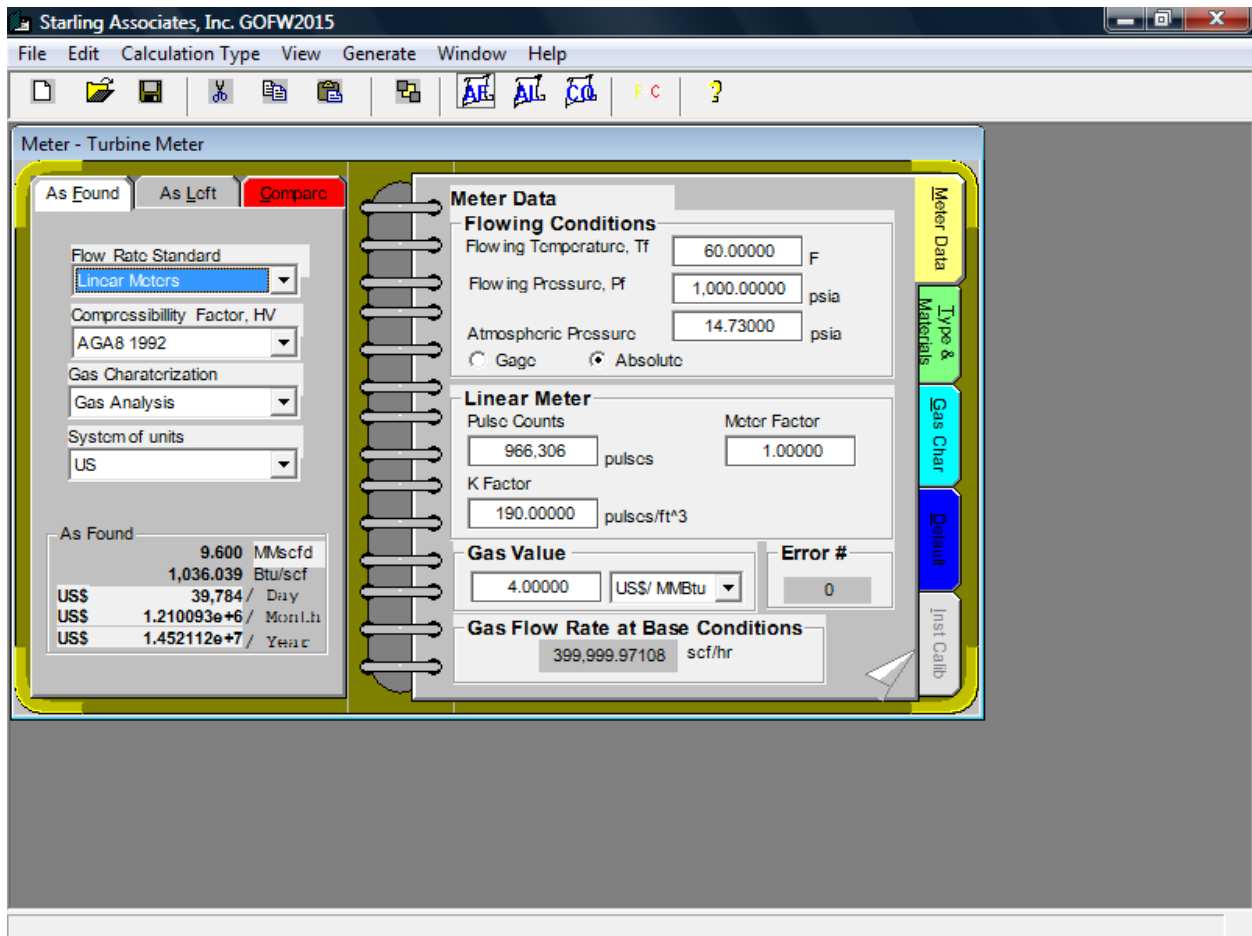 Starling Associates, Inc. GOFW2015
File Edit Calculation Type View Generate Window Help
AF AL CO F C ?
Meter - Turbine Meter
As Found As Left Compare
Flow Rate Standard
Linear Meters
Compressibillity Factor, HV
AGA8 1992
Gas Charaterization
Gas Analysis
System of units
US
As Found
9.600 MMscfd
1,036.039 Btu/scf
US$ 39,784 / Day
US$ 1.210093e+6 / Month
US$ 1.452112e+7 / Year
Meter Data
Flowing Conditions
Flowing Temperature, Tf 60.00000 F
Flowing Pressure, Pf 1,000.00000 psia
Atmospheric Pressure 14.73000 psia
Gage Absolute
Linear Meter
Pulse Counts Meter Factor
966,306 pulses 1.00000
K Factor
190.00000 pulses/ft^3
Gas Value Error #
4.00000 US$/ MMBtu 0
Gas Flow Rate at Base Conditions
399,999.97108 scf/hr
Meter Data
Type &
Materials
Gas Char
Default
Inst Calib